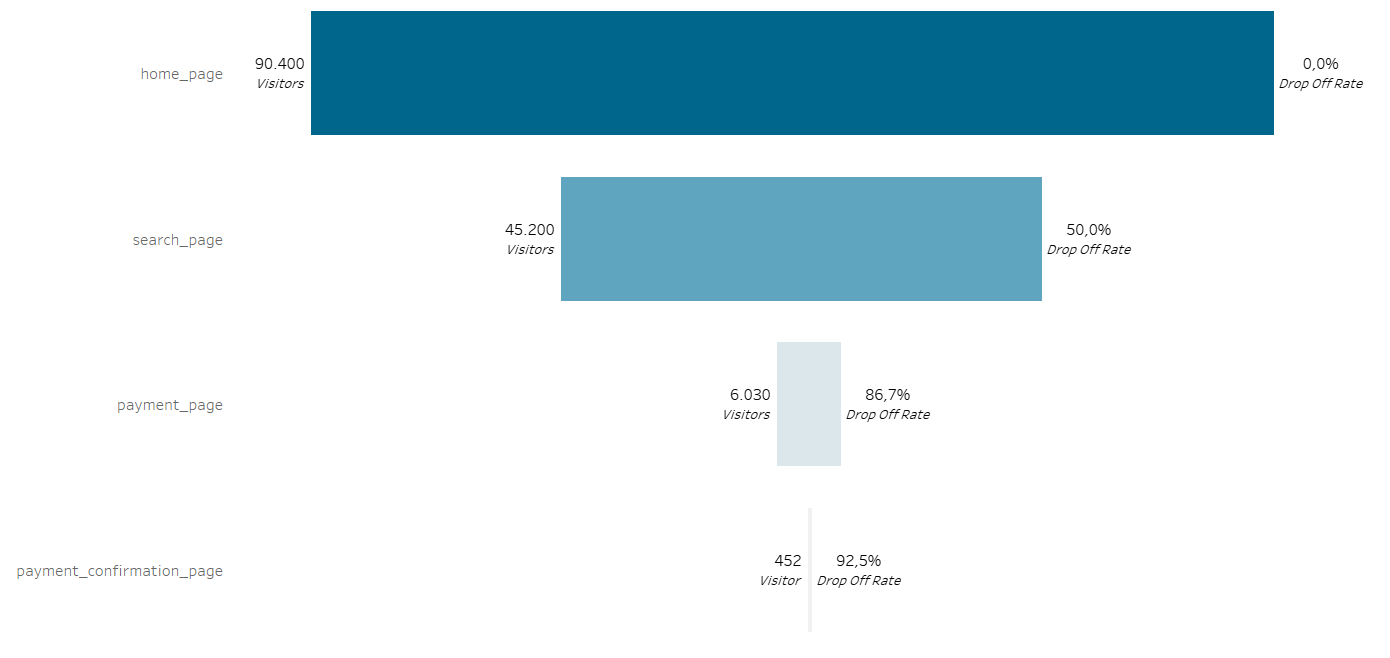 home_page
90.400
Visitors
0,0%
Drop Off Rate
search_page
45.200
Visitors
50,0%
Drop Off Rate
payment_page
6.030
Visitors
86,7%
Drop Off Rate
payment_confirmation_page
452
Visitor
92,5%
Drop Off Rate